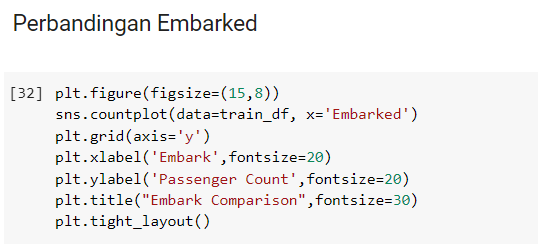 Perbandingan Embarked
[32] plt.figure(figsize=(15,8))
sns.countplot(data=train_df, x='Embarked')
plt.grid(axis='y')
plt.xlabel('Embark',fontsize=20)
plt.ylabel('Passenger Count',fontsize=20)
plt.title("Embark Comparison",fontsize=30)
plt.tight_layout()